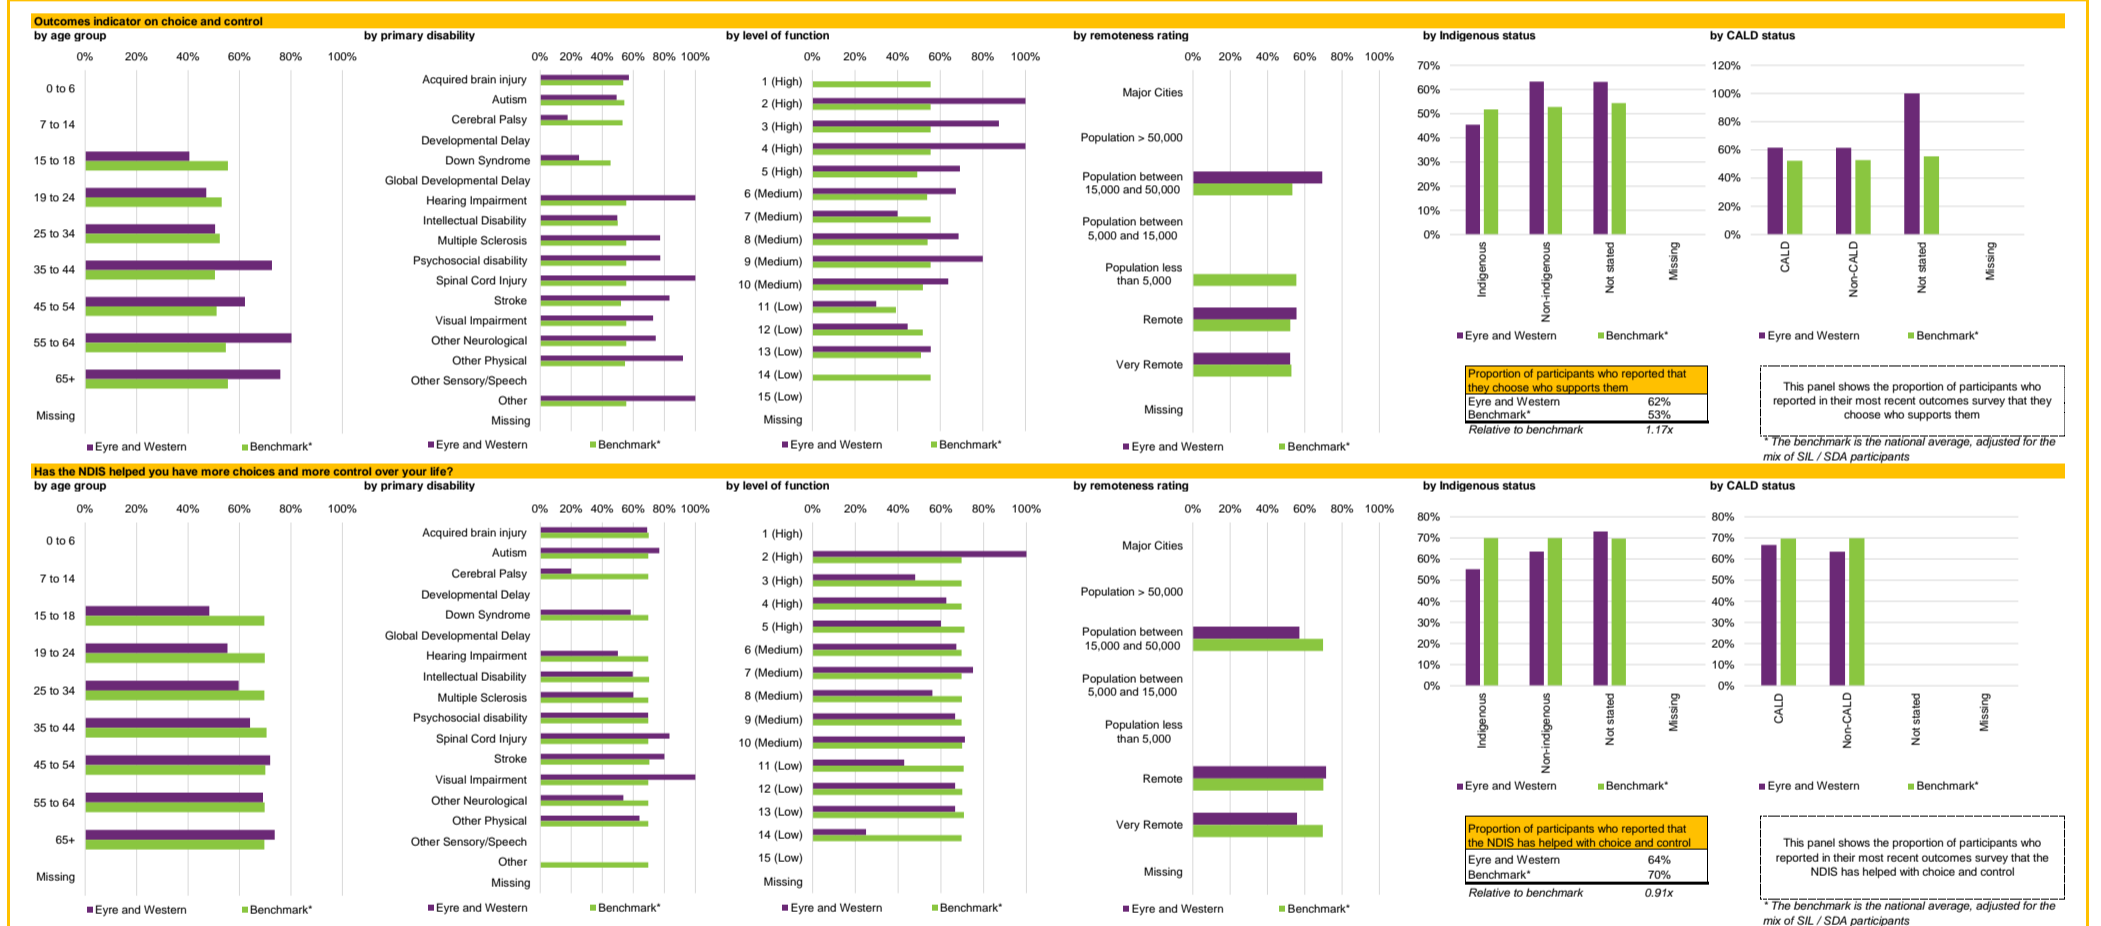 Outcomes indicator on choice and control
by age group
0% 20% 40% 60% 80% 100%
0 to 6
7 to 14
15 to 18
19 to 24
25 to 34
35 to 44
45 to 54
55 to 64
65+
Missing
Eyre and Western Benchmark*
by primary disability
0% 20% 40% 60% 80% 100%
Acquired brain injury
Autism
Cerebral Palsy
Developmental Delay
Down Syndrome
Global Developmental Delay
Hearing Impairment
Intellectual Disability
Multiple Sclerosis
Psychosocial disability
Spinal Cord Injury
Stroke
Visual Impairment
Other Neurological
Other Physical
Other Sensory/Speech
Other
Missing
Eyre and Western Benchmark*
by level of function
0% 20% 40% 60% 80% 100%
1 (High)
2 (High)
3 (High)
4 (High)
5 (High)
6 (Medium)
7 (Medium)
8 (Medium)
9 (Medium)
10 (Medium)
11 (Low)
12 (Low)
13 (Low)
14 (Low)
15 (Low)
Missing
Eyre and Western Benchmark*
by remoteness rating
0% 20% 40% 60% 80% 100%
Major Cities
Population > 50,000
Population between
15,000 and 50,000
Population between
5,000 and 15,000
Population less
than 5,000
Remote
Very Remote
Missing
Eyre and Western Benchmark*
by Indigenous status
70%
60%
50%
40%
30%
20%
10%
0%
Indigenous
Non-indigenous
Not stated
Missing
Eyre and Western Benchmark*
Proportion of participants who reported that
they choose who supports them
Eyre and Western 62%
Benchmark* 53%
Relative to benchmark 1.17x
by CALD status
120%
100%
80%
60%
40%
20%
0%
CALD
Non-CALD
Not stated
Missing
Eyre and Western Benchmark*
This panel shows the proportion of participants who
reported in their most recent outcomes survey that they
choose who supports them
* The benchmark is the national average, adjusted for the
mix of SIL / SDA participants
Has the NDIS helped you have more choices and more control over your life?
by age group
0% 20% 40% 60% 80% 100%
0 to 6
7 to 14
15 to 18
19 to 24
25 to 34
35 to 44
45 to 54
55 to 64
65+
Missing
Eyre and Western Benchmark*
by primary disability
0% 20% 40% 60% 80% 100%
Acquired brain injury
Autism
Cerebral Palsy
Developmental Delay
Down Syndrome
Global Developmental Delay
Hearing Impairment
Intellectual Disability
Multiple Sclerosis
Psychosocial disability
Spinal Cord Injury
Stroke
Visual Impairment
Other Neurological
Other Physical
Other Sensory/Speech
Other
Missing
Eyre and Western Benchmark*
by level of function
0% 20% 40% 60% 80% 100%
1 (High)
2 (High)
3 (High)
4 (High)
5 (High)
6 (Medium)
7 (Medium)
8 (Medium)
9 (Medium)
10 (Medium)
11 (Low)
12 (Low)
13 (Low)
14 (Low)
15 (Low)
Missing
Eyre and Western Benchmark*
by remoteness rating
0% 20% 40% 60% 80% 100%
Major Cities
Population > 50,000
Population between
15,000 and 50,000
Population between
5,000 and 15,000
Population less
than 5,000
Remote
Very Remote
Missing
Eyre and Western Benchmark*
by Indigenous status
80%
70%
60%
50%
40%
30%
20%
10%
0%
Indigenous
Non-indigenous
Not stated
Missing
Eyre and Western Benchmark*
Proportion of participants who reported that
the NDIS has helped with choice and control
Eyre and Western 64%
Benchmark* 70%
Relative to benchmark 0.91x
by CALD status
80%
70%
60%
50%
40%
30%
20%
10%
0%
CALD
Non-CALD
Not stated
Missing
Eyre and Western Benchmark*
This panel shows the proportion of participants who
reported in their most recent outcomes survey that the
NDIS has helped with choice and control
* The benchmark is the national average, adjusted for the
mix of SIL / SDA participants